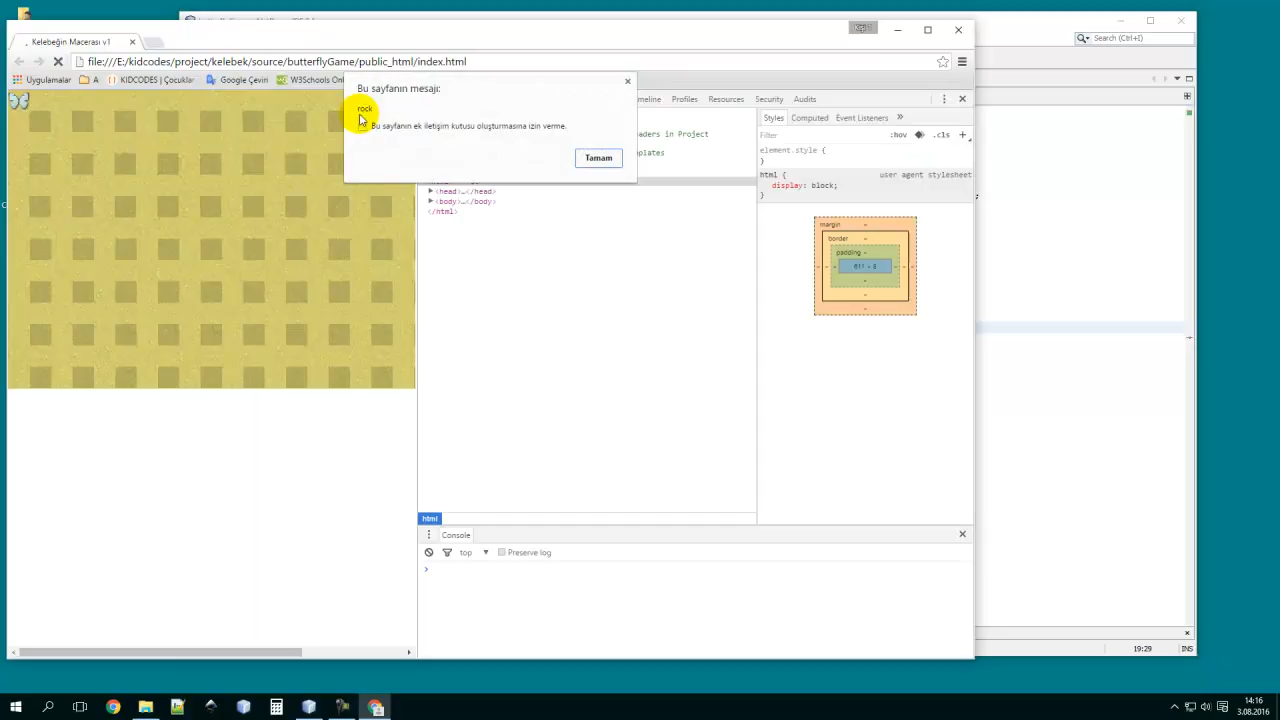 Search (Ctrl+I)
Kelebeğin Macerası v1
file:///E:/kidcodes/project/kelebek/source/butterflyGame/public_html/index.html
Uygulamalar
A
KIDCODES | Çocuklar
Google Çeviri
W3Schools Onl
Bu sayfanın mesajı:
rock
Bu sayfanın ek iletişim kutusu oluşturmasına izin verme.
Tamam
meline
Profiles
Resources
Security
Audits
aders in Project
plates
<head>…</head>
<body>…</body>
</html>
Styles
Computed
Event Listeners
»
Filter
:hov
.cls
+
element.style {
}
html {
user agent stylesheet
display: block;
}
margin
-
border
-
padding
-
611 × 8
html
Console
top
Preserve log
>
19:29
INS
14:16
3.08.2016